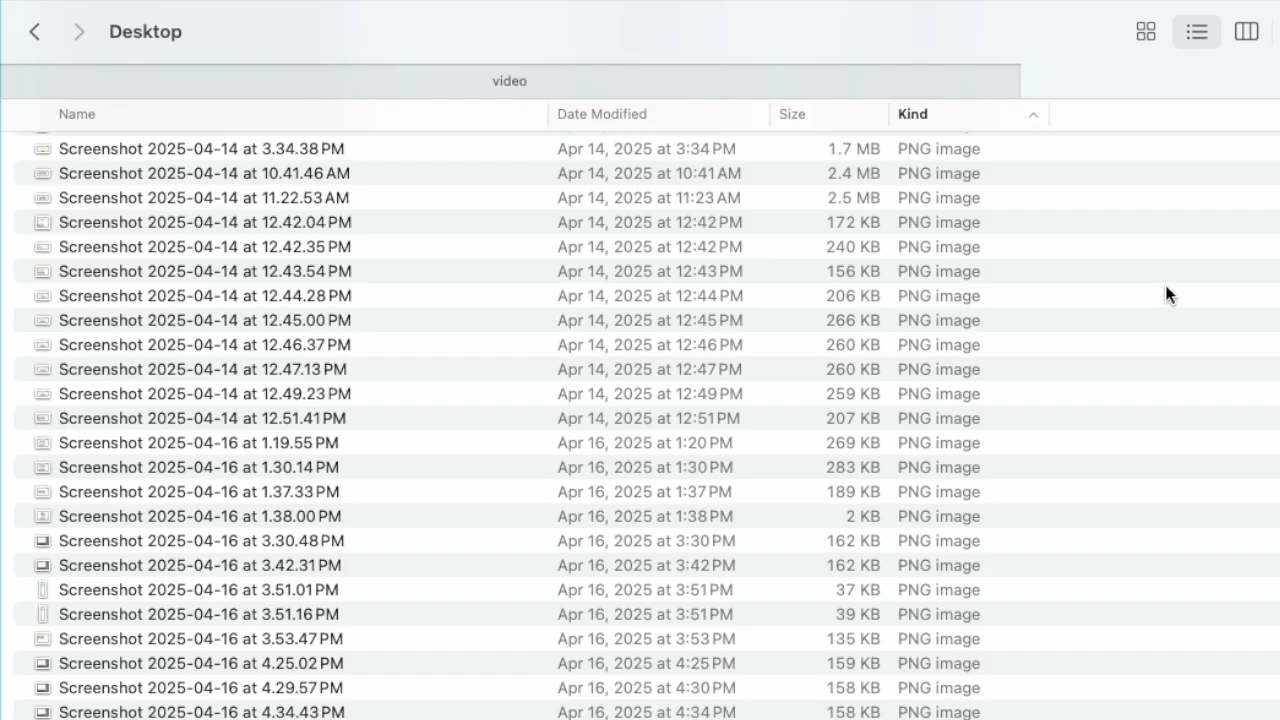 Desktop
video
Name Date Modified Size Kind
Screenshot 2025-04-14 at 3.34.38 PM Apr 14, 2025 at 3:34 PM 1.7 MB PNG image
Screenshot 2025-04-14 at 10.41.46 AM Apr 14, 2025 at 10:41 AM 2.4 MB PNG image
Screenshot 2025-04-14 at 11.22.53 AM Apr 14, 2025 at 11:23 AM 2.5 MB PNG image
Screenshot 2025-04-14 at 12.42.04 PM Apr 14, 2025 at 12:42 PM 172 KB PNG image
Screenshot 2025-04-14 at 12.42.35 PM Apr 14, 2025 at 12:42 PM 240 KB PNG image
Screenshot 2025-04-14 at 12.43.54 PM Apr 14, 2025 at 12:43 PM 156 KB PNG image
Screenshot 2025-04-14 at 12.44.28 PM Apr 14, 2025 at 12:44 PM 206 KB PNG image
Screenshot 2025-04-14 at 12.45.00 PM Apr 14, 2025 at 12:45 PM 266 KB PNG image
Screenshot 2025-04-14 at 12.46.37 PM Apr 14, 2025 at 12:46 PM 260 KB PNG image
Screenshot 2025-04-14 at 12.47.13 PM Apr 14, 2025 at 12:47 PM 260 KB PNG image
Screenshot 2025-04-14 at 12.49.23 PM Apr 14, 2025 at 12:49 PM 259 KB PNG image
Screenshot 2025-04-14 at 12.51.41 PM Apr 14, 2025 at 12:51 PM 207 KB PNG image
Screenshot 2025-04-16 at 1.19.55 PM Apr 16, 2025 at 1:20 PM 269 KB PNG image
Screenshot 2025-04-16 at 1.30.14 PM Apr 16, 2025 at 1:30 PM 283 KB PNG image
Screenshot 2025-04-16 at 1.37.33 PM Apr 16, 2025 at 1:37 PM 189 KB PNG image
Screenshot 2025-04-16 at 1.38.00 PM Apr 16, 2025 at 1:38 PM 2 KB PNG image
Screenshot 2025-04-16 at 3.30.48 PM Apr 16, 2025 at 3:30 PM 162 KB PNG image
Screenshot 2025-04-16 at 3.42.31 PM Apr 16, 2025 at 3:42 PM 162 KB PNG image
Screenshot 2025-04-16 at 3.51.01 PM Apr 16, 2025 at 3:51 PM 37 KB PNG image
Screenshot 2025-04-16 at 3.51.16 PM Apr 16, 2025 at 3:51 PM 39 KB PNG image
Screenshot 2025-04-16 at 3.53.47 PM Apr 16, 2025 at 3:53 PM 135 KB PNG image
Screenshot 2025-04-16 at 4.25.02 PM Apr 16, 2025 at 4:25 PM 159 KB PNG image
Screenshot 2025-04-16 at 4.29.57 PM Apr 16, 2025 at 4:30 PM 158 KB PNG image
Screenshot 2025-04-16 at 4.34.43 PM Apr 16, 2025 at 4:34 PM 158 KB PNG image